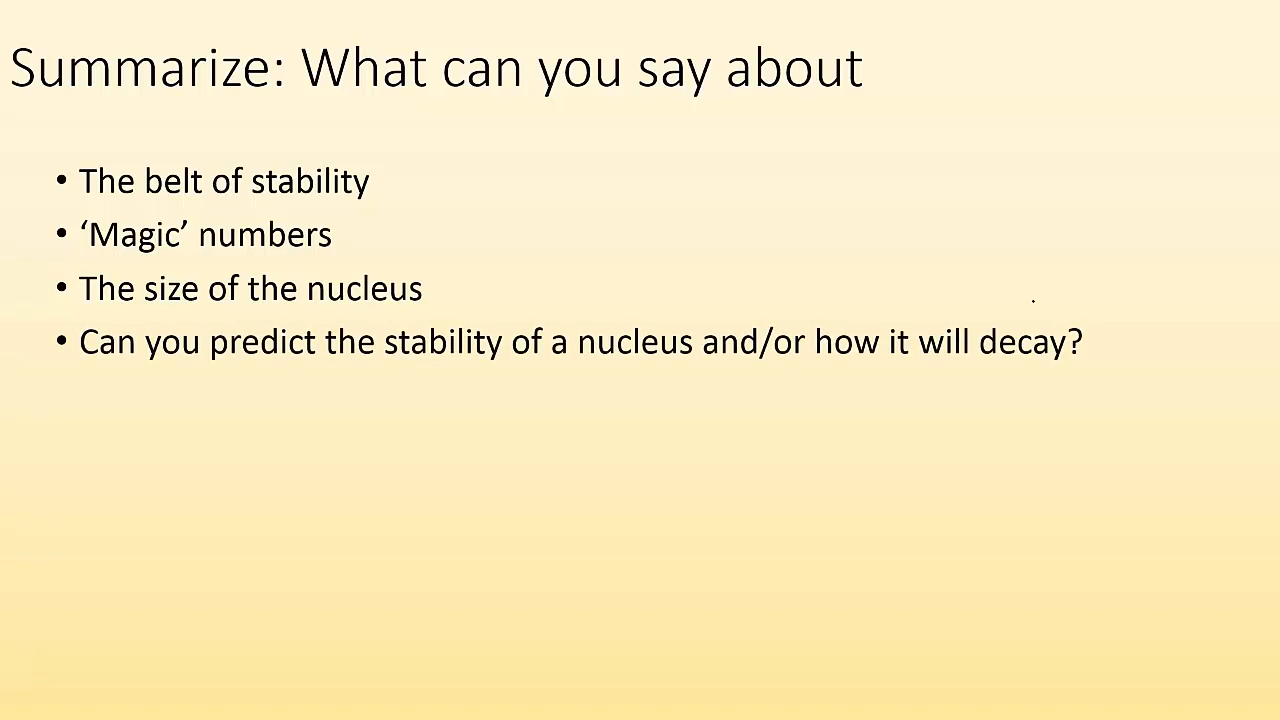 Summarize: What can you say about
• The belt of stability
• ‘Magic’ numbers
• The size of the nucleus
• Can you predict the stability of a nucleus and/or how it will decay?